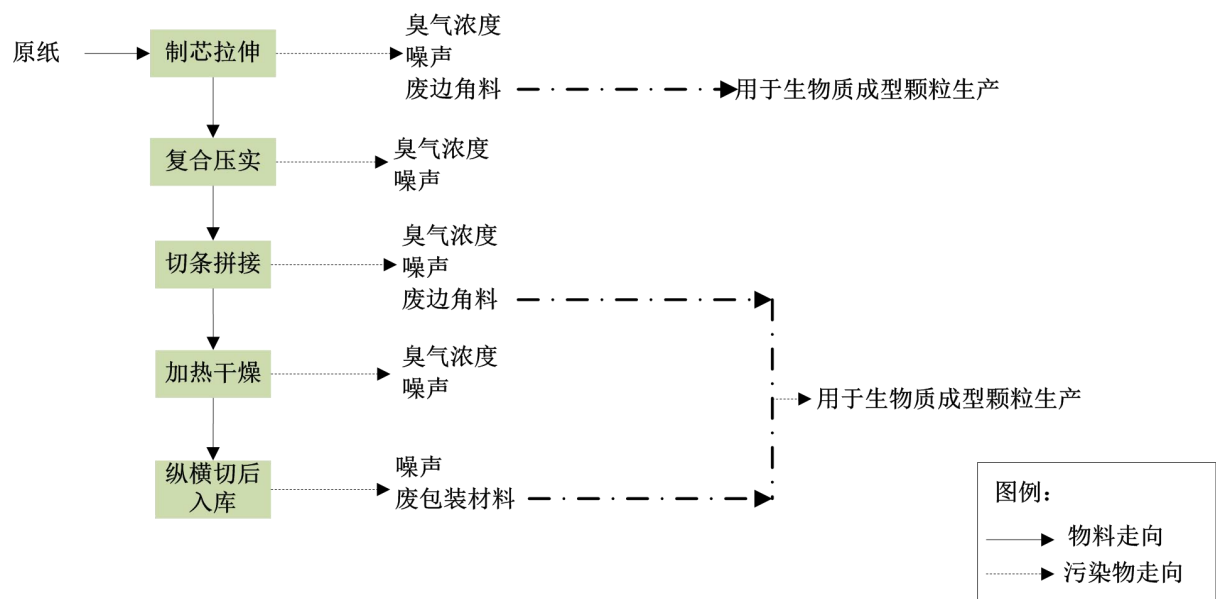 原纸
制芯拉伸
臭气浓度
噪声
废边角料
用于生物质成型颗粒生产
复合压实
臭气浓度
噪声
切条拼接
臭气浓度
噪声
废边角料
加热干燥
臭气浓度
噪声
用于生物质成型颗粒生产
纵横切后
入库
噪声
废包装材料
图例：
物料走向
污染物走向